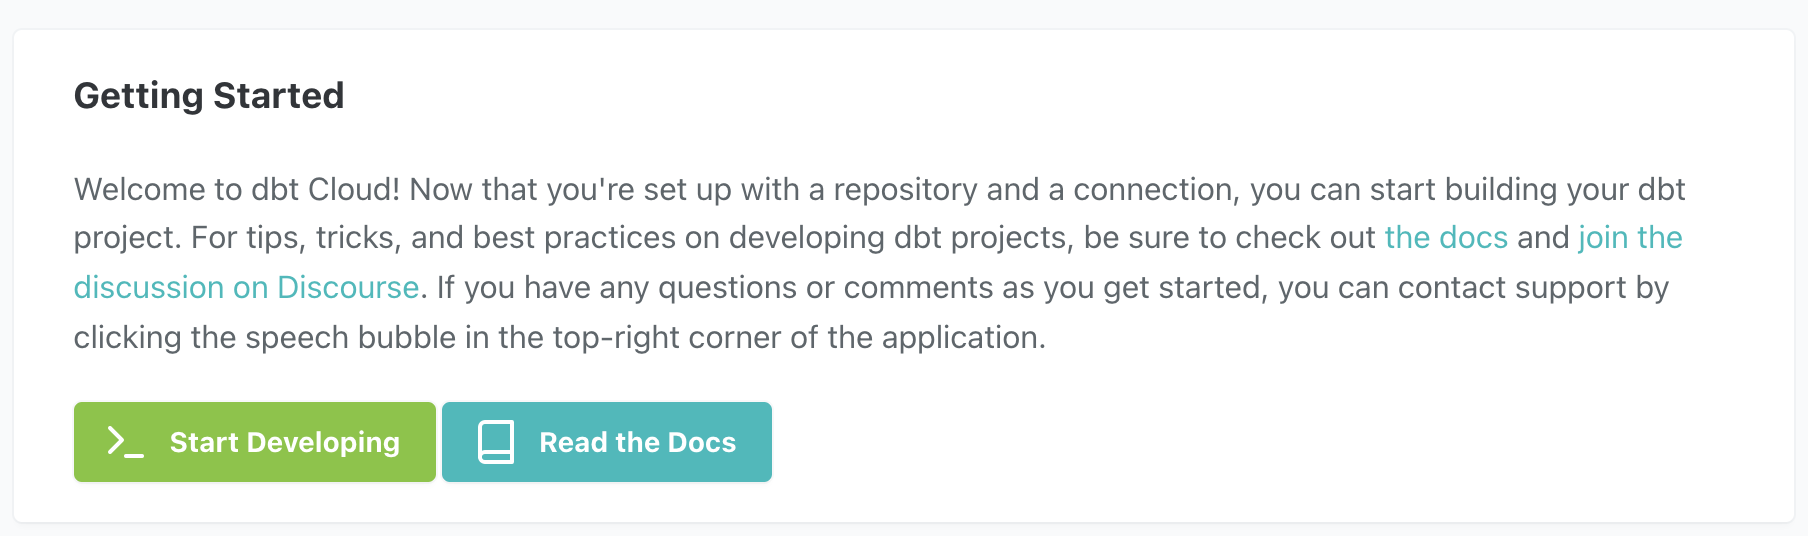 Getting Started
Welcome to dbt Cloud! Now that you're set up with a repository and a connection, you can start building your dbt
project. For tips, tricks, and best practices on developing dbt projects, be sure to check out the docs and join the
discussion on Discourse. If you have any questions or comments as you get started, you can contact support by
clicking the speech bubble in the top-right corner of the application.
Start Developing Read the Docs